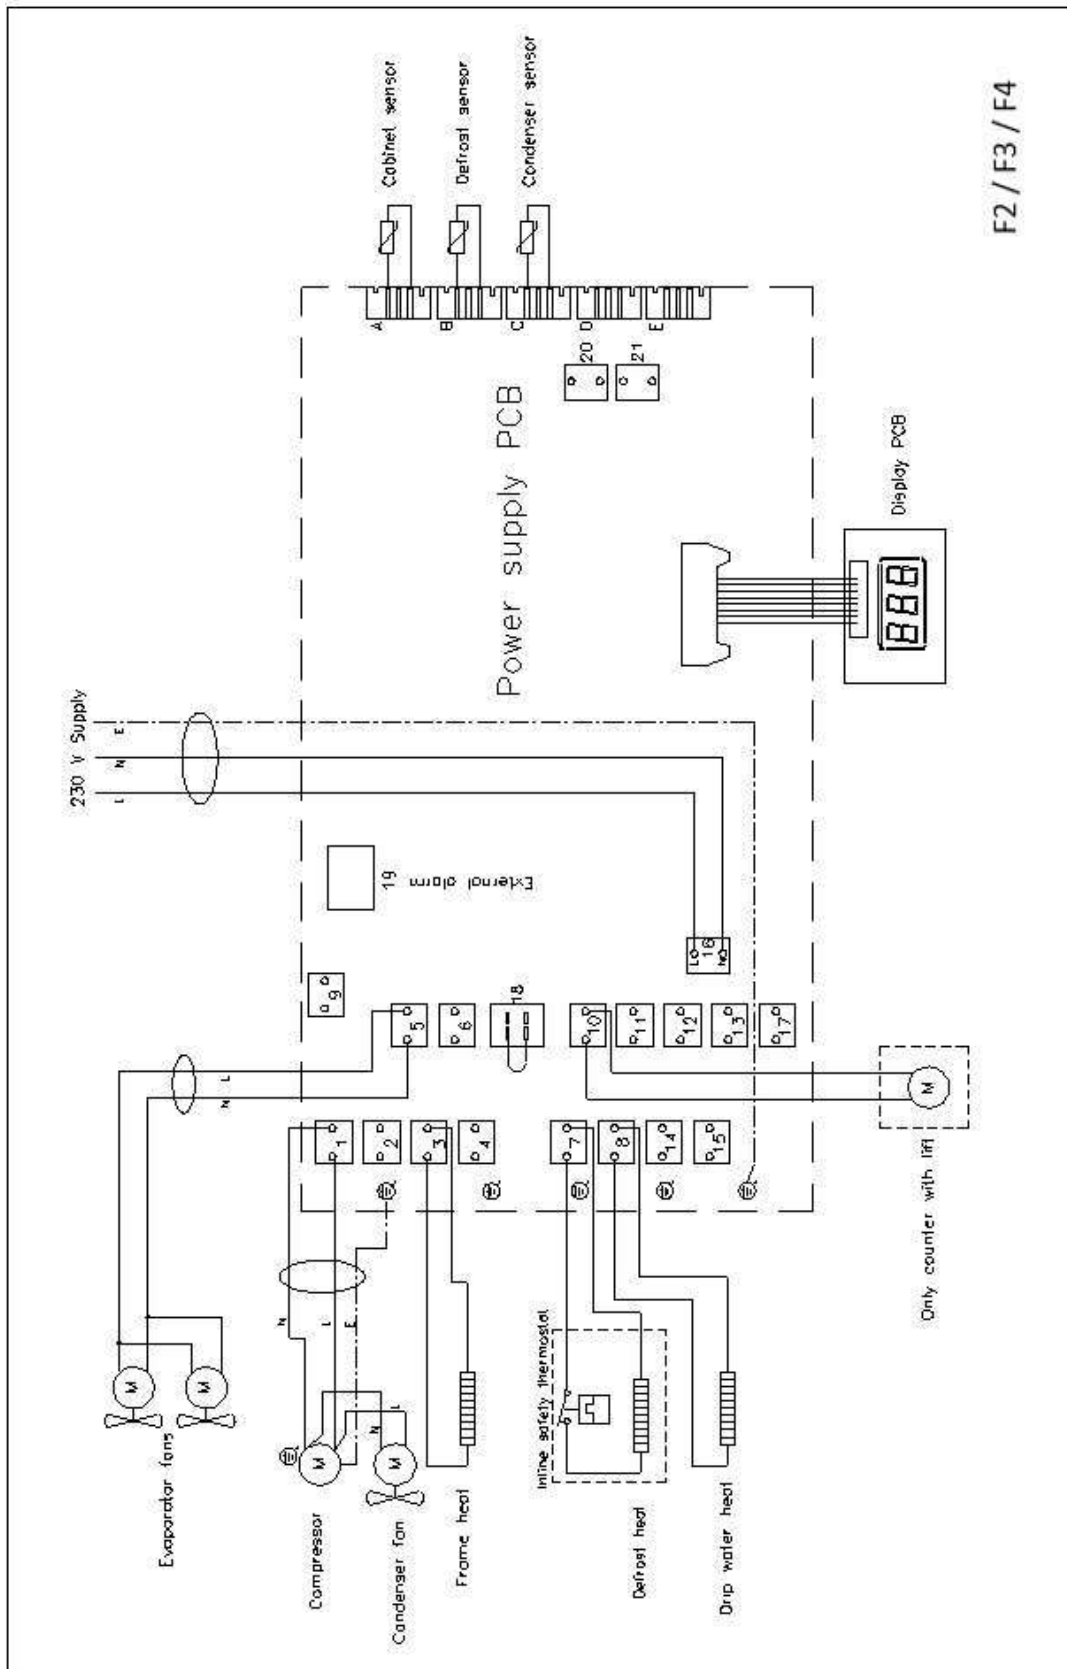 F2 / F3 / F4
Cabinet sensor
Defrost sensor
Condenser sensor
A
B
C
D
E
20
21
Power supply PCB
Display PCB
888
230 V Supply
L
N
E
19
External alarm
L
16
N
9
5
6
18
10
11
12
13
17
L
N
1
2
3
4
7
8
14
15
N
L
E
M
M
M
M
N
L
M
Evaporator fans
Compressor
Condenser fan
Frame heat
Inline safety thermostat
Defrost heat
Drip water heat
Only counter with lift